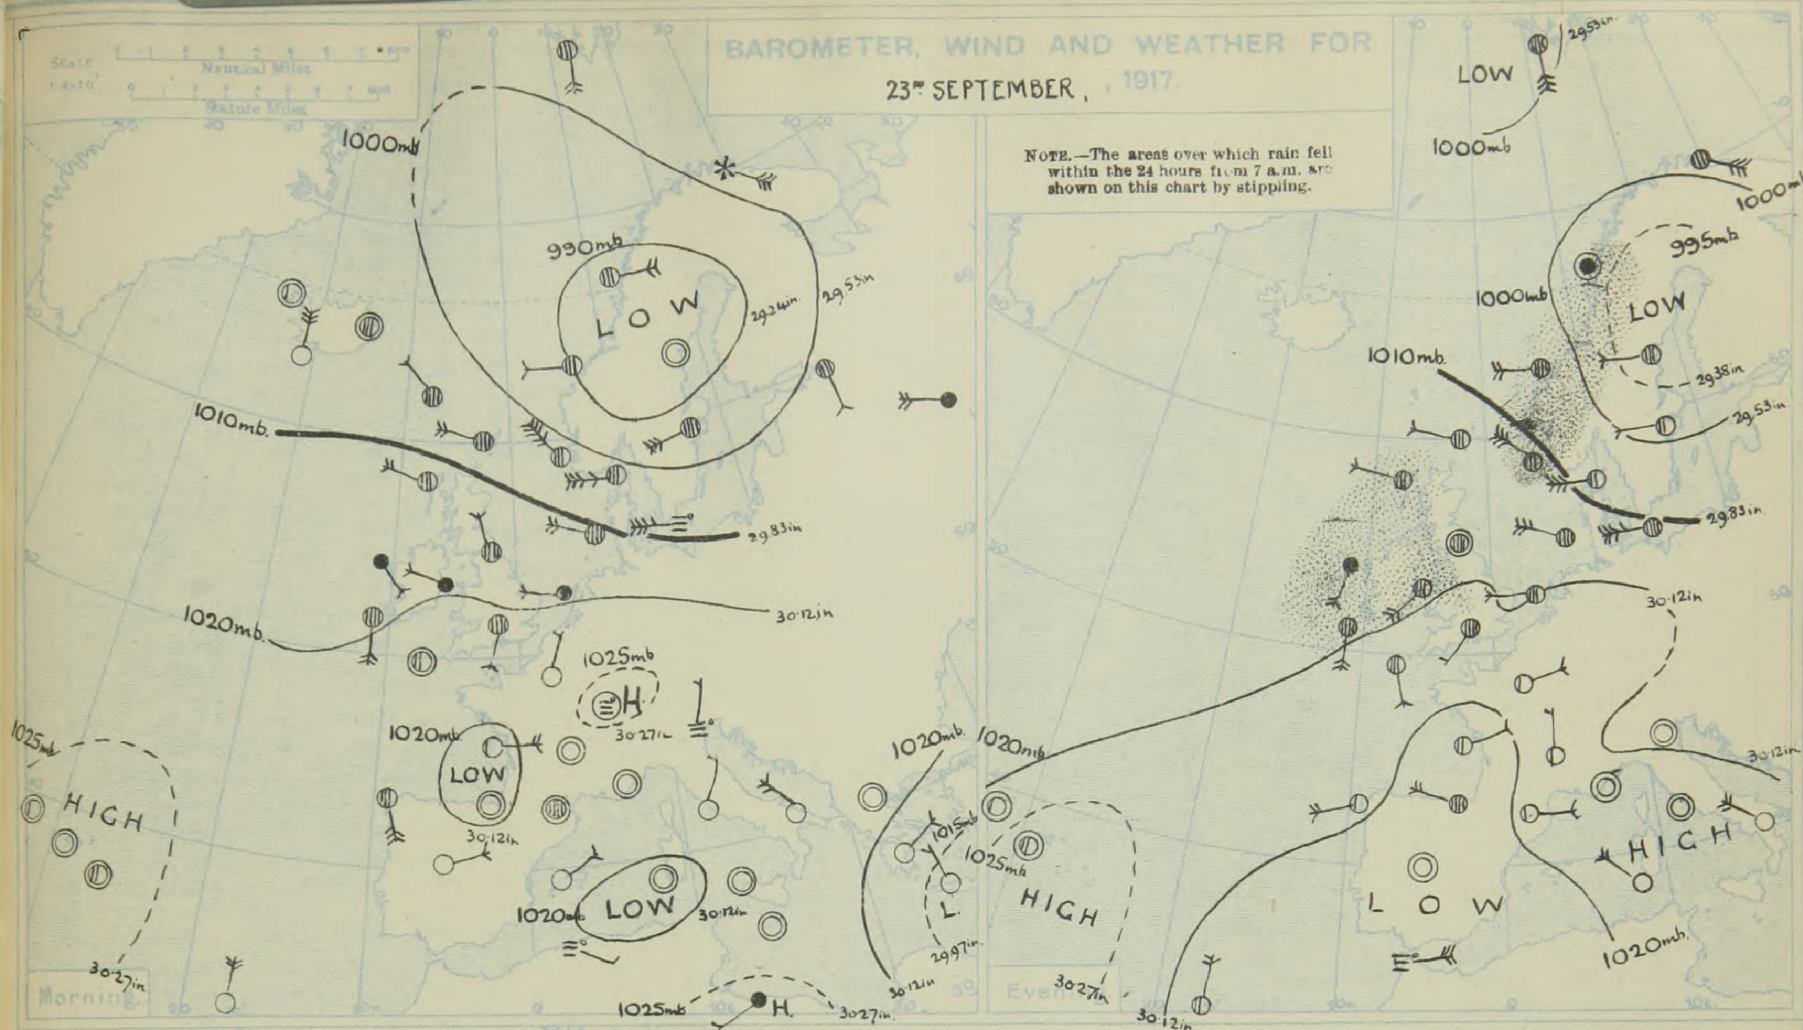 SCALE
Nautical Miles
Statute Miles
BAROMETER, WIND AND WEATHER FOR
23RD SEPTEMBER, , 1917.
NOTE.—The areas over which rain fell
within the 24 hours from 7 a.m. are
shown on this chart by stippling.
1000mb
990mb
LOW
29.24in.
29.53in.
1010mb.
29.83in
1020mb.
30.12in
1025mb
H.
30.27in
1020mb
LOW
30.12in
1025mb
HIGH
30.27in
1020mb
LOW
30.12in
1025mb
H.
30.27in.
1020mb.
30.12in
1015mb
L.
29.97in.
Morning
29.53in.
LOW
1000mb
1000mb
995mb
1000mb
LOW
29.38in
29.53in
1010mb.
29.83in.
30.12in
1020mb
30.12in
1025mb
HIGH
30.27in
HIGH
LOW
1020mb.
30.12in
Evening